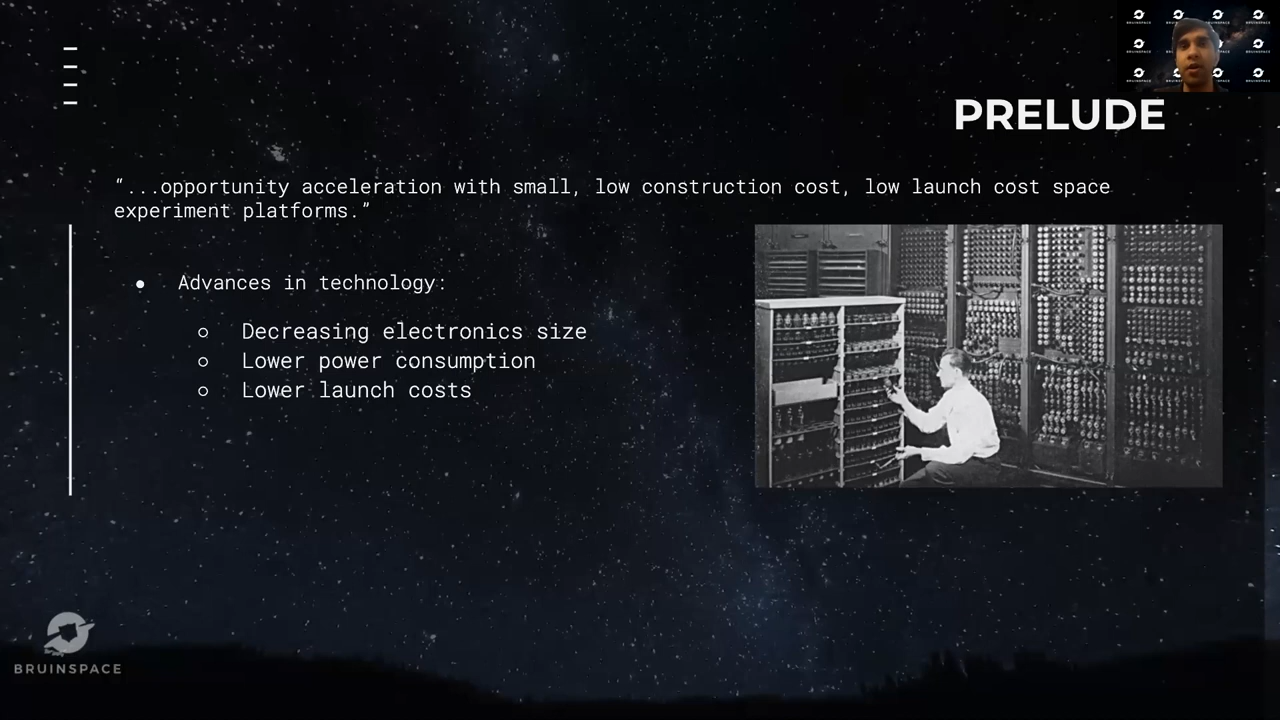 PRELUDE
“...opportunity acceleration with small, low construction cost, low launch cost space
experiment platforms.”
● Advances in technology:
○ Decreasing electronics size
○ Lower power consumption
○ Lower launch costs
BRUINSPACE